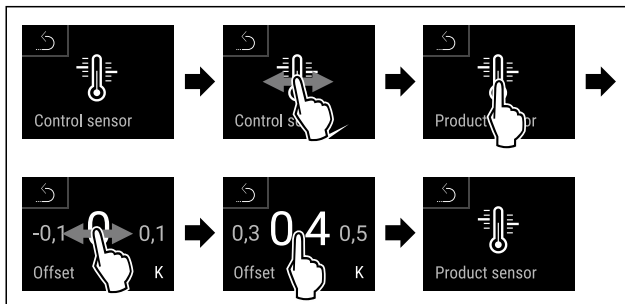 Control sensor
Control s
Product
or
-0,1
0
0,1
Offset
K
0,3
0,4
0,5
Offset
K
Product sensor